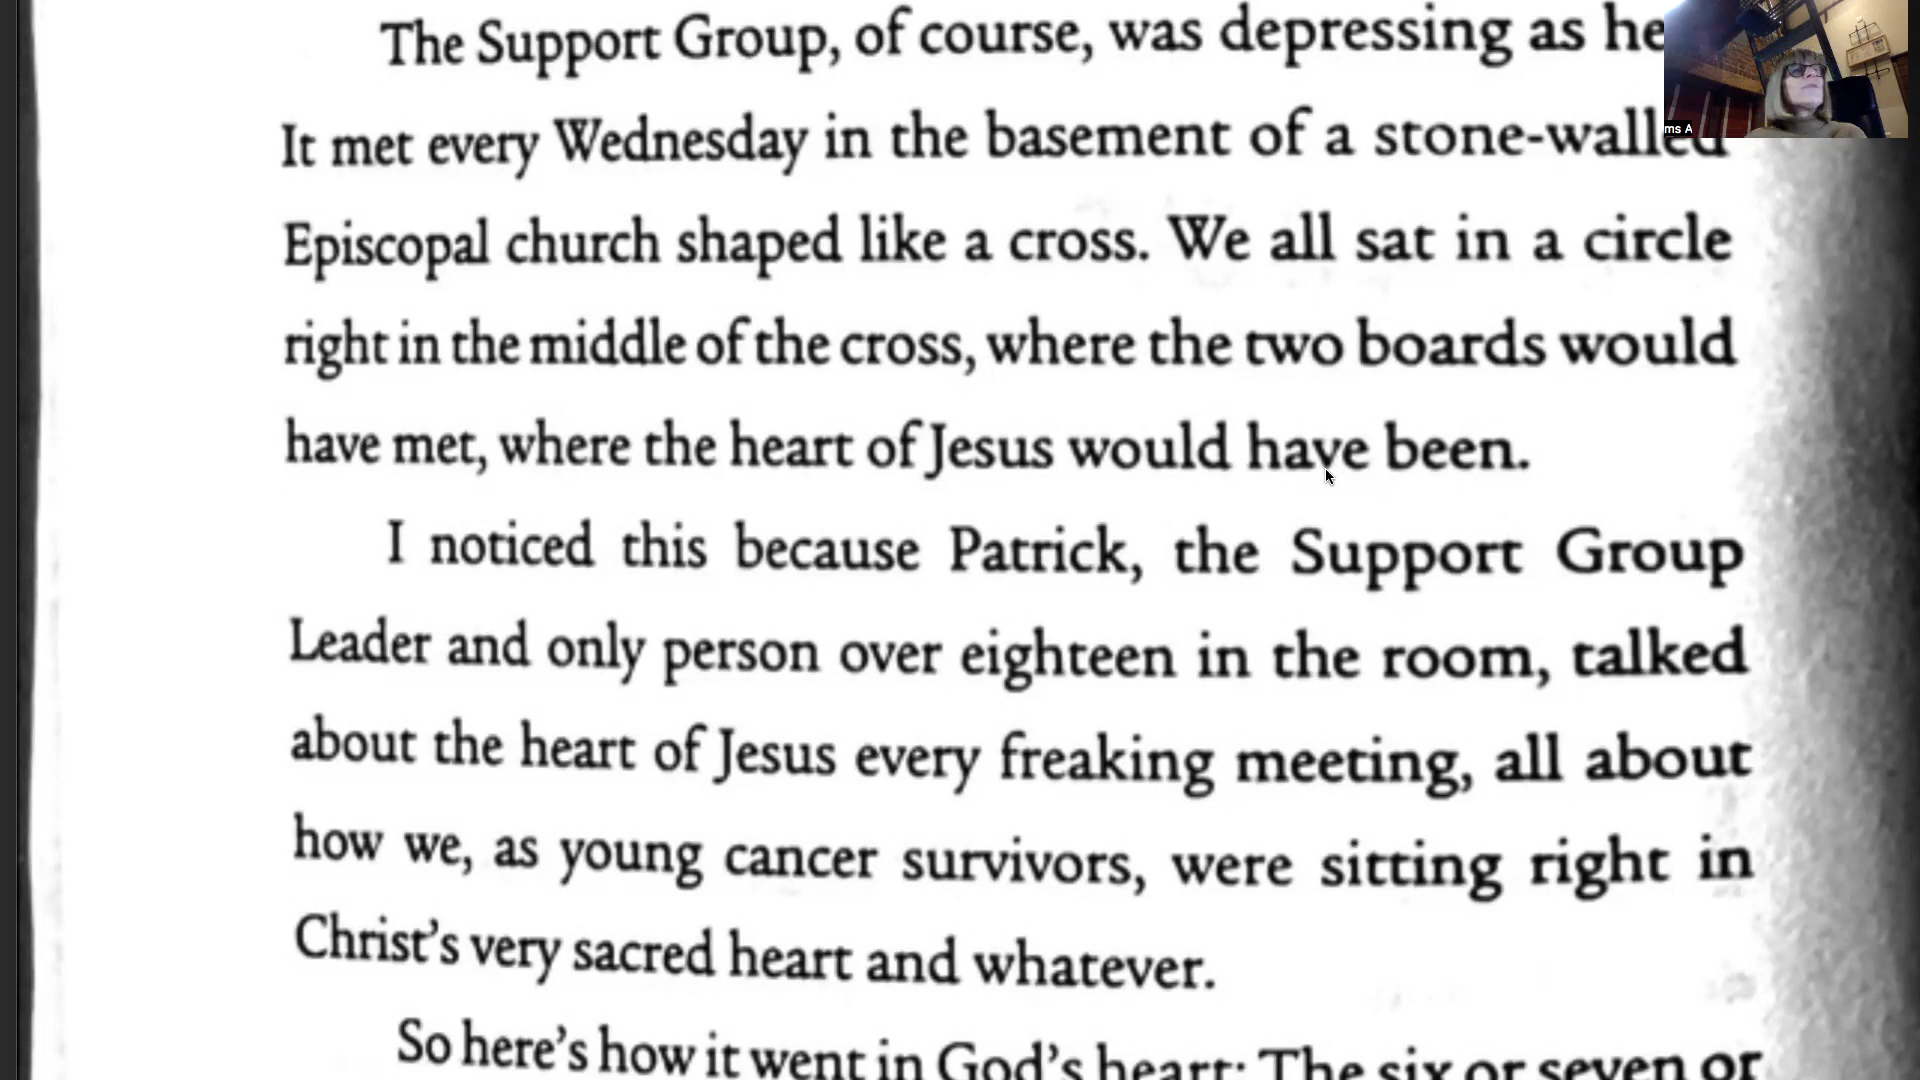 The Support Group, of course, was depressing as
ms A
It met every Wednesday in the basement of a stone-walled
Episcopal church shaped like a cross. We all sat in a circle
right in the middle of the cross, where the two boards would
have met, where the heart of Jesus would have been.
I noticed this because Patrick, the Support Group
Leader and only person over eighteen in the room, talked
about the heart of Jesus every freaking meeting, all about
how we, as young cancer survivors, were sitting right in
Christ's very sacred heart and whatever.
So here's how it went in God's heart: The six or seven or